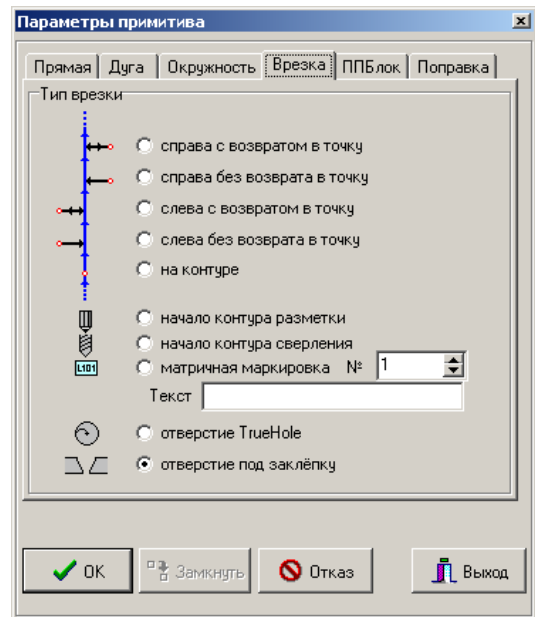 Параметры примитива
Прямая Дуга Окружность Врезка ППБлок Поправка
Тип врезки
справа с возвратом в точку
справа без возврата в точку
слева с возвратом в точку
слева без возврата в точку
на контуре
начало контура разметки
начало контура сверления
L101 матричная маркировка № 1
Текст
отверстие TrueHole
отверстие под заклёпку
OK Замкнуть Отказ Выход